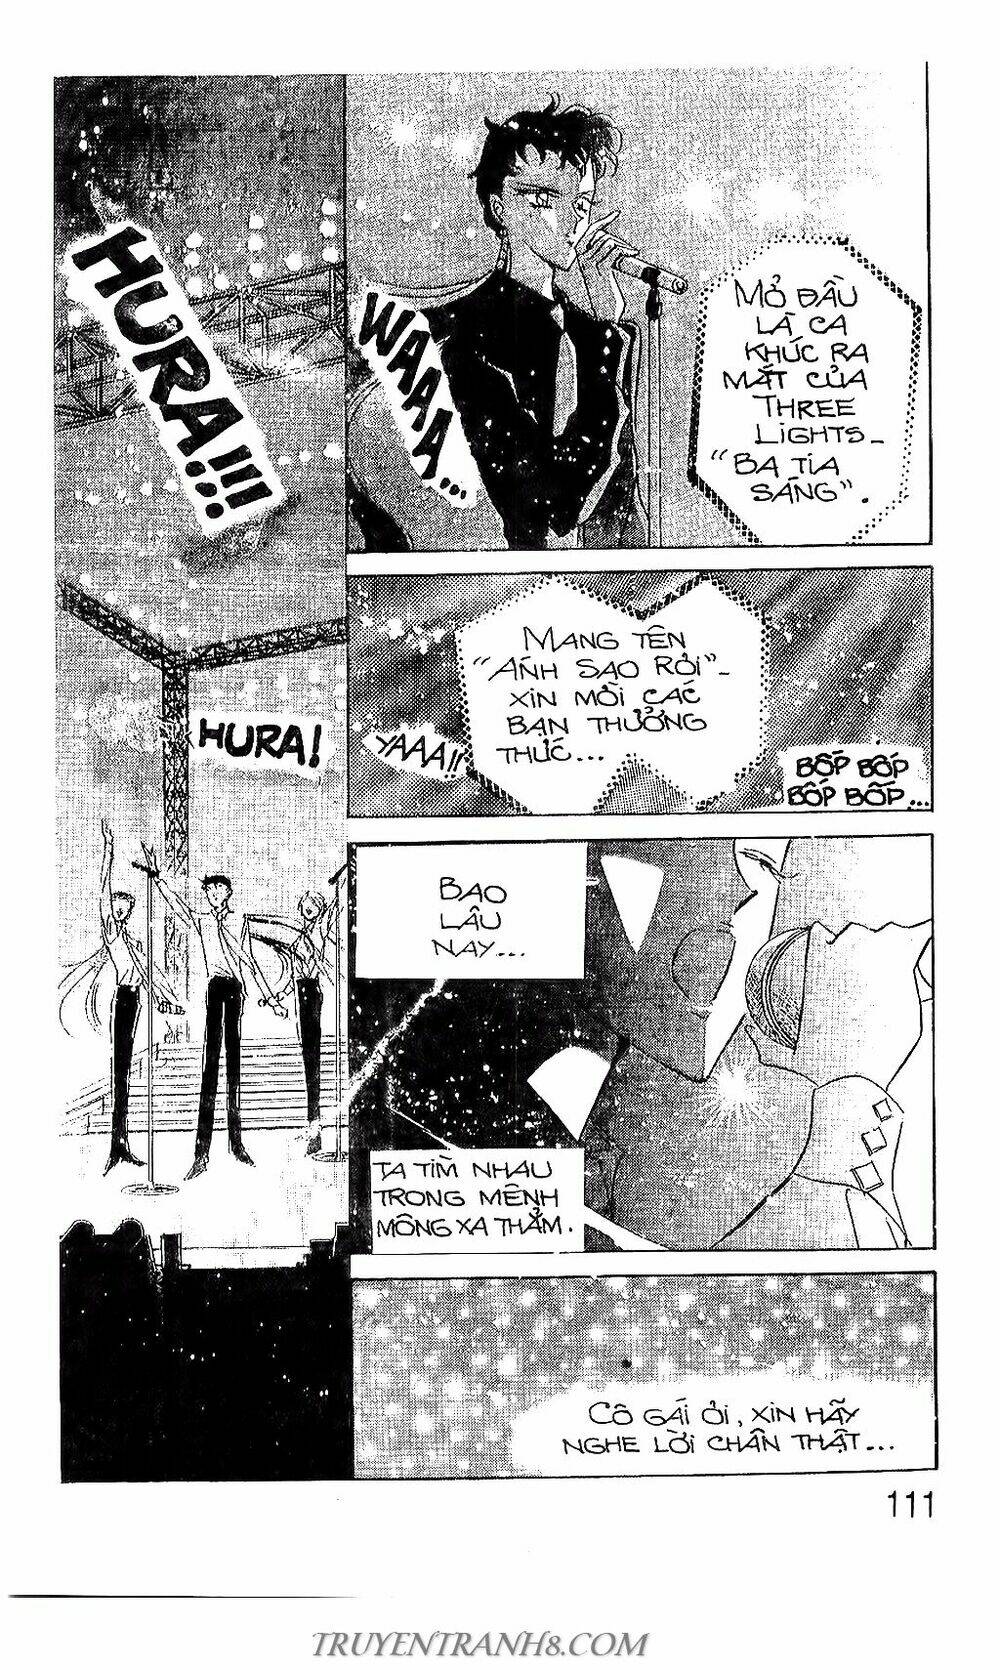 HURA!!!
WAAA...
MỞ ĐẦU
LÀ CA
KHÚC RA
MẮT CỦA
THREE
LIGHTS_
"BA TIA
SÁNG".
MANG TÊN
"ÁNH SAO RƠI"_
XIN MỜI CÁC
BẠN THƯỞNG
THỨC...
YAAA!!
BỐP BỐP
BỐP BỐP...
HURA!
BAO
LÂU
NAY...
TA TÌM NHAU
TRONG MÊNH
MÔNG XA THẲM.
CÔ GÁI ƠI, XIN HÃY
NGHE LỜI CHÂN THẬT...
111
TRUYENTRANH8.COM